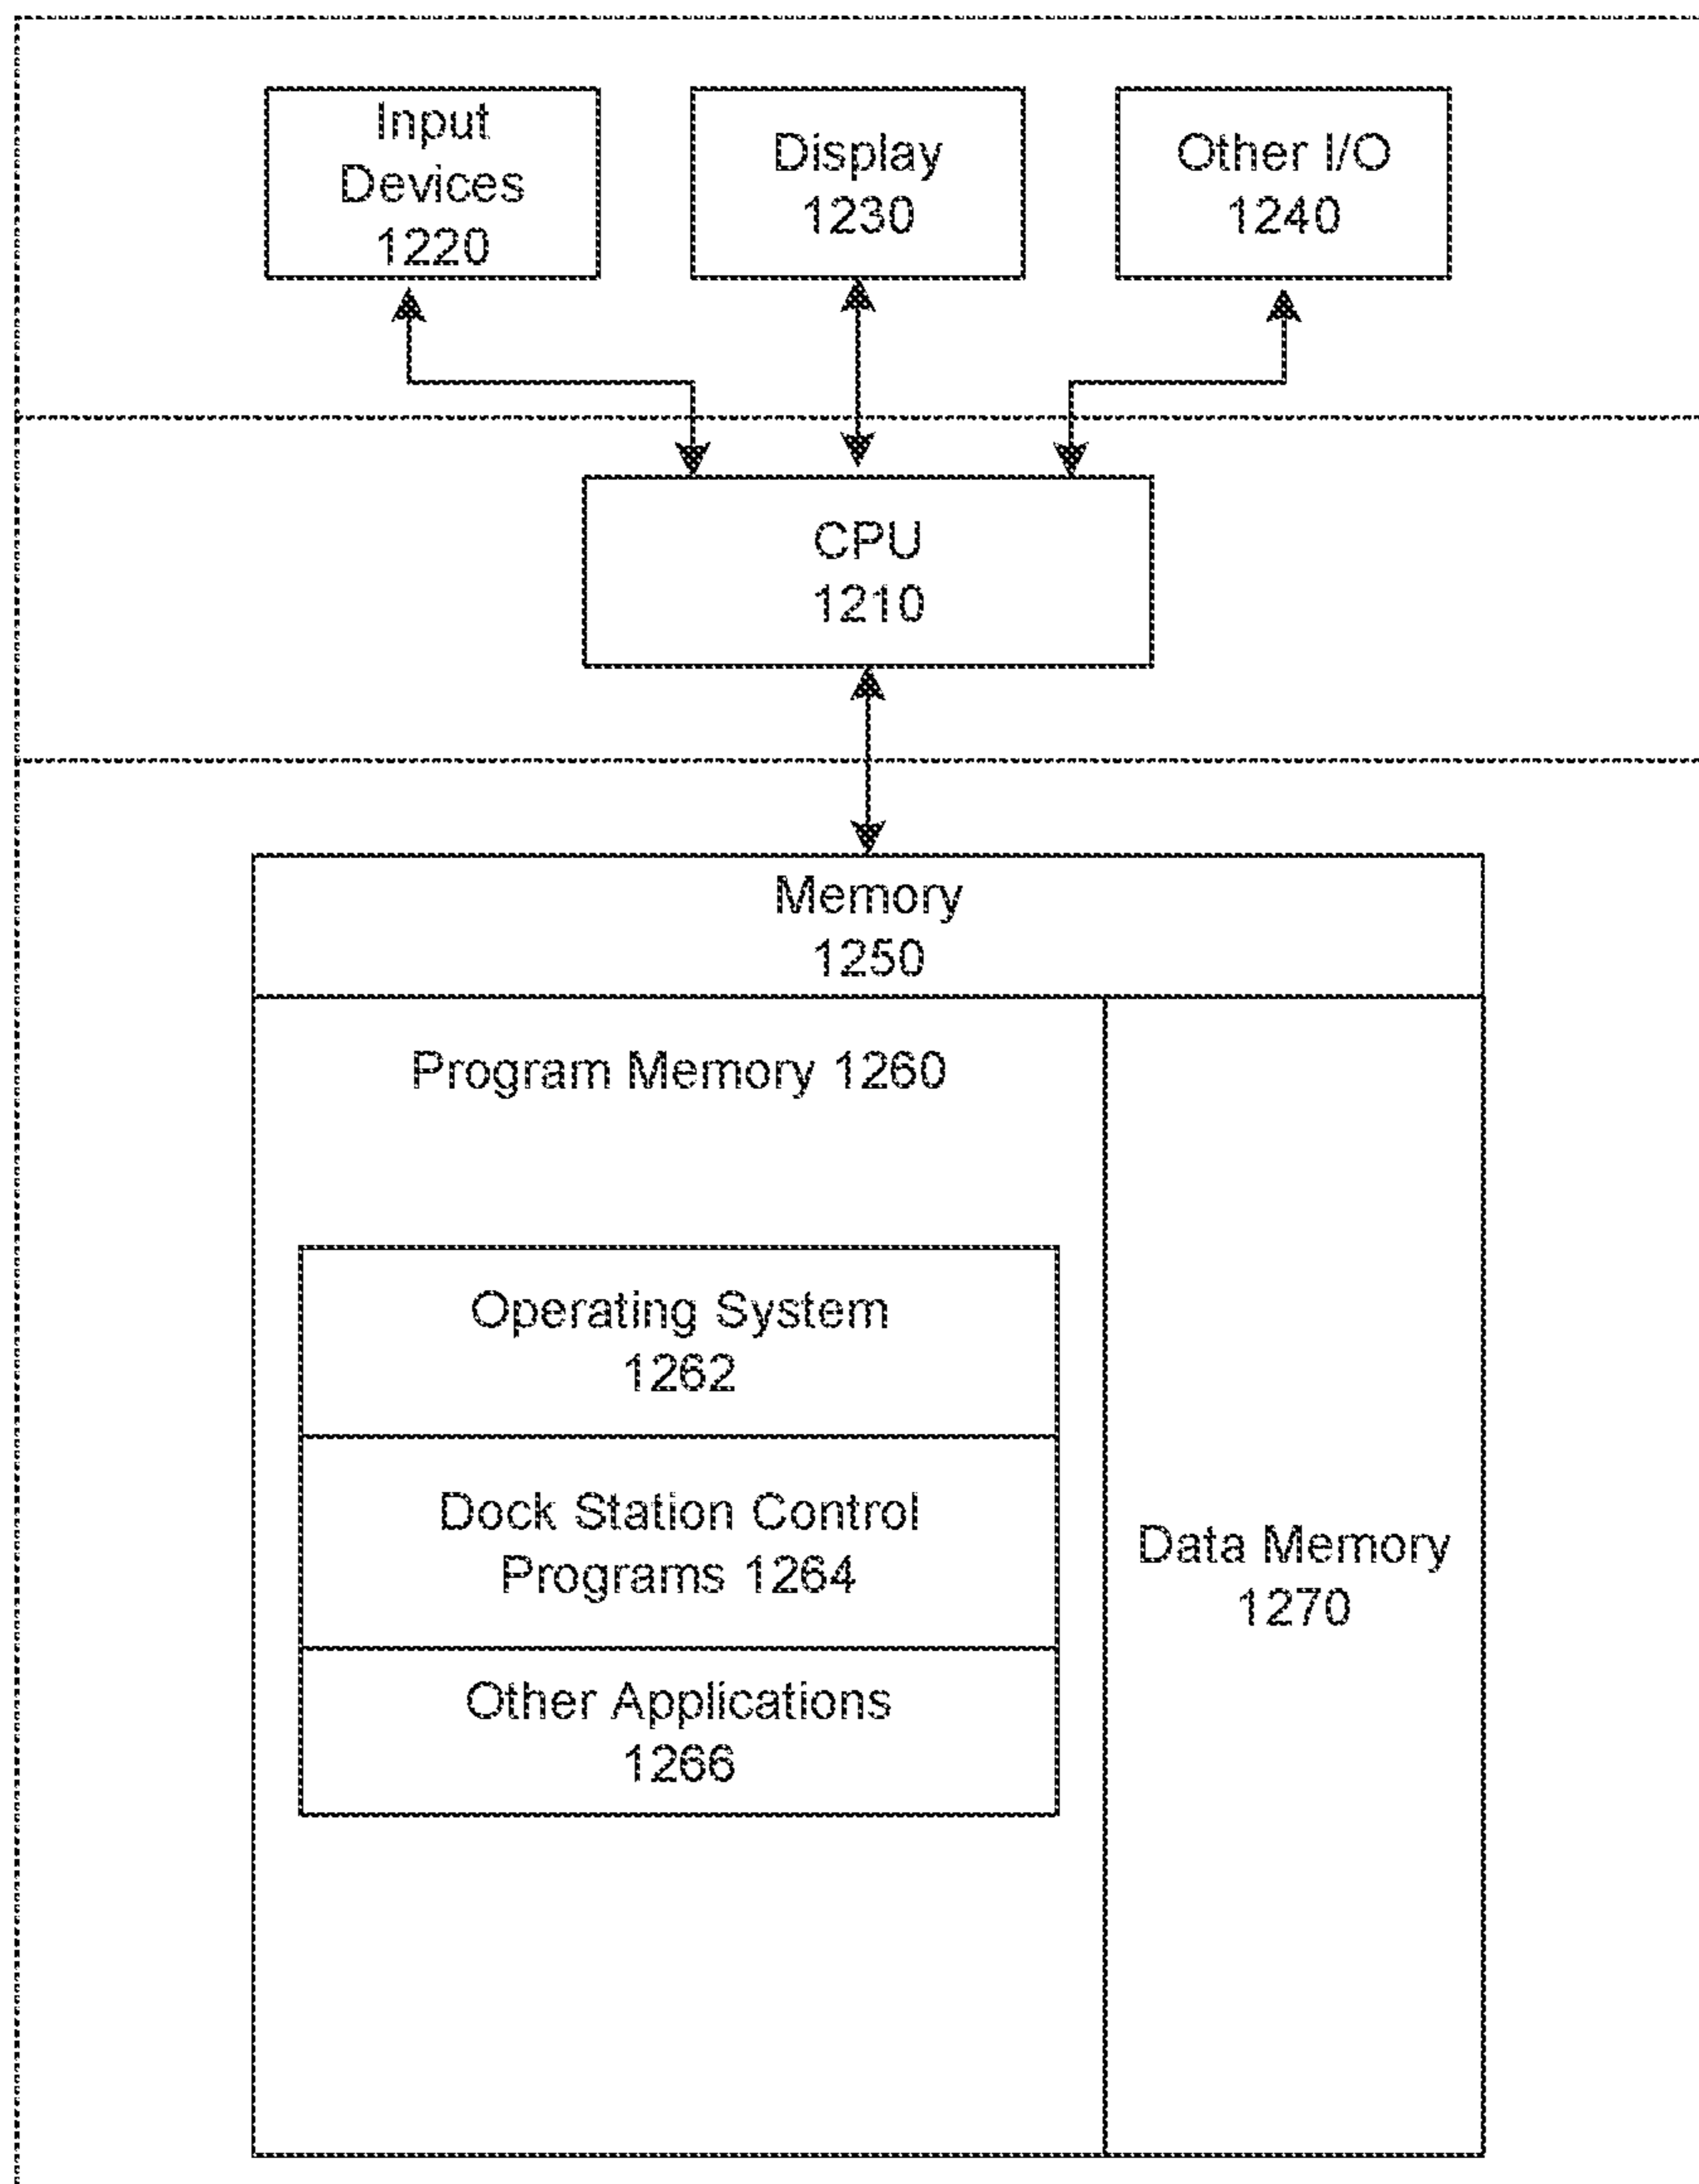 Input
Devices
1220
Display
1230
Other I/O
1240
CPU
1210
Memory
1250
Program Memory 1260
Operating System
1262
Dock Station Control
Programs 1264
Other Applications
1266
Data Memory
1270